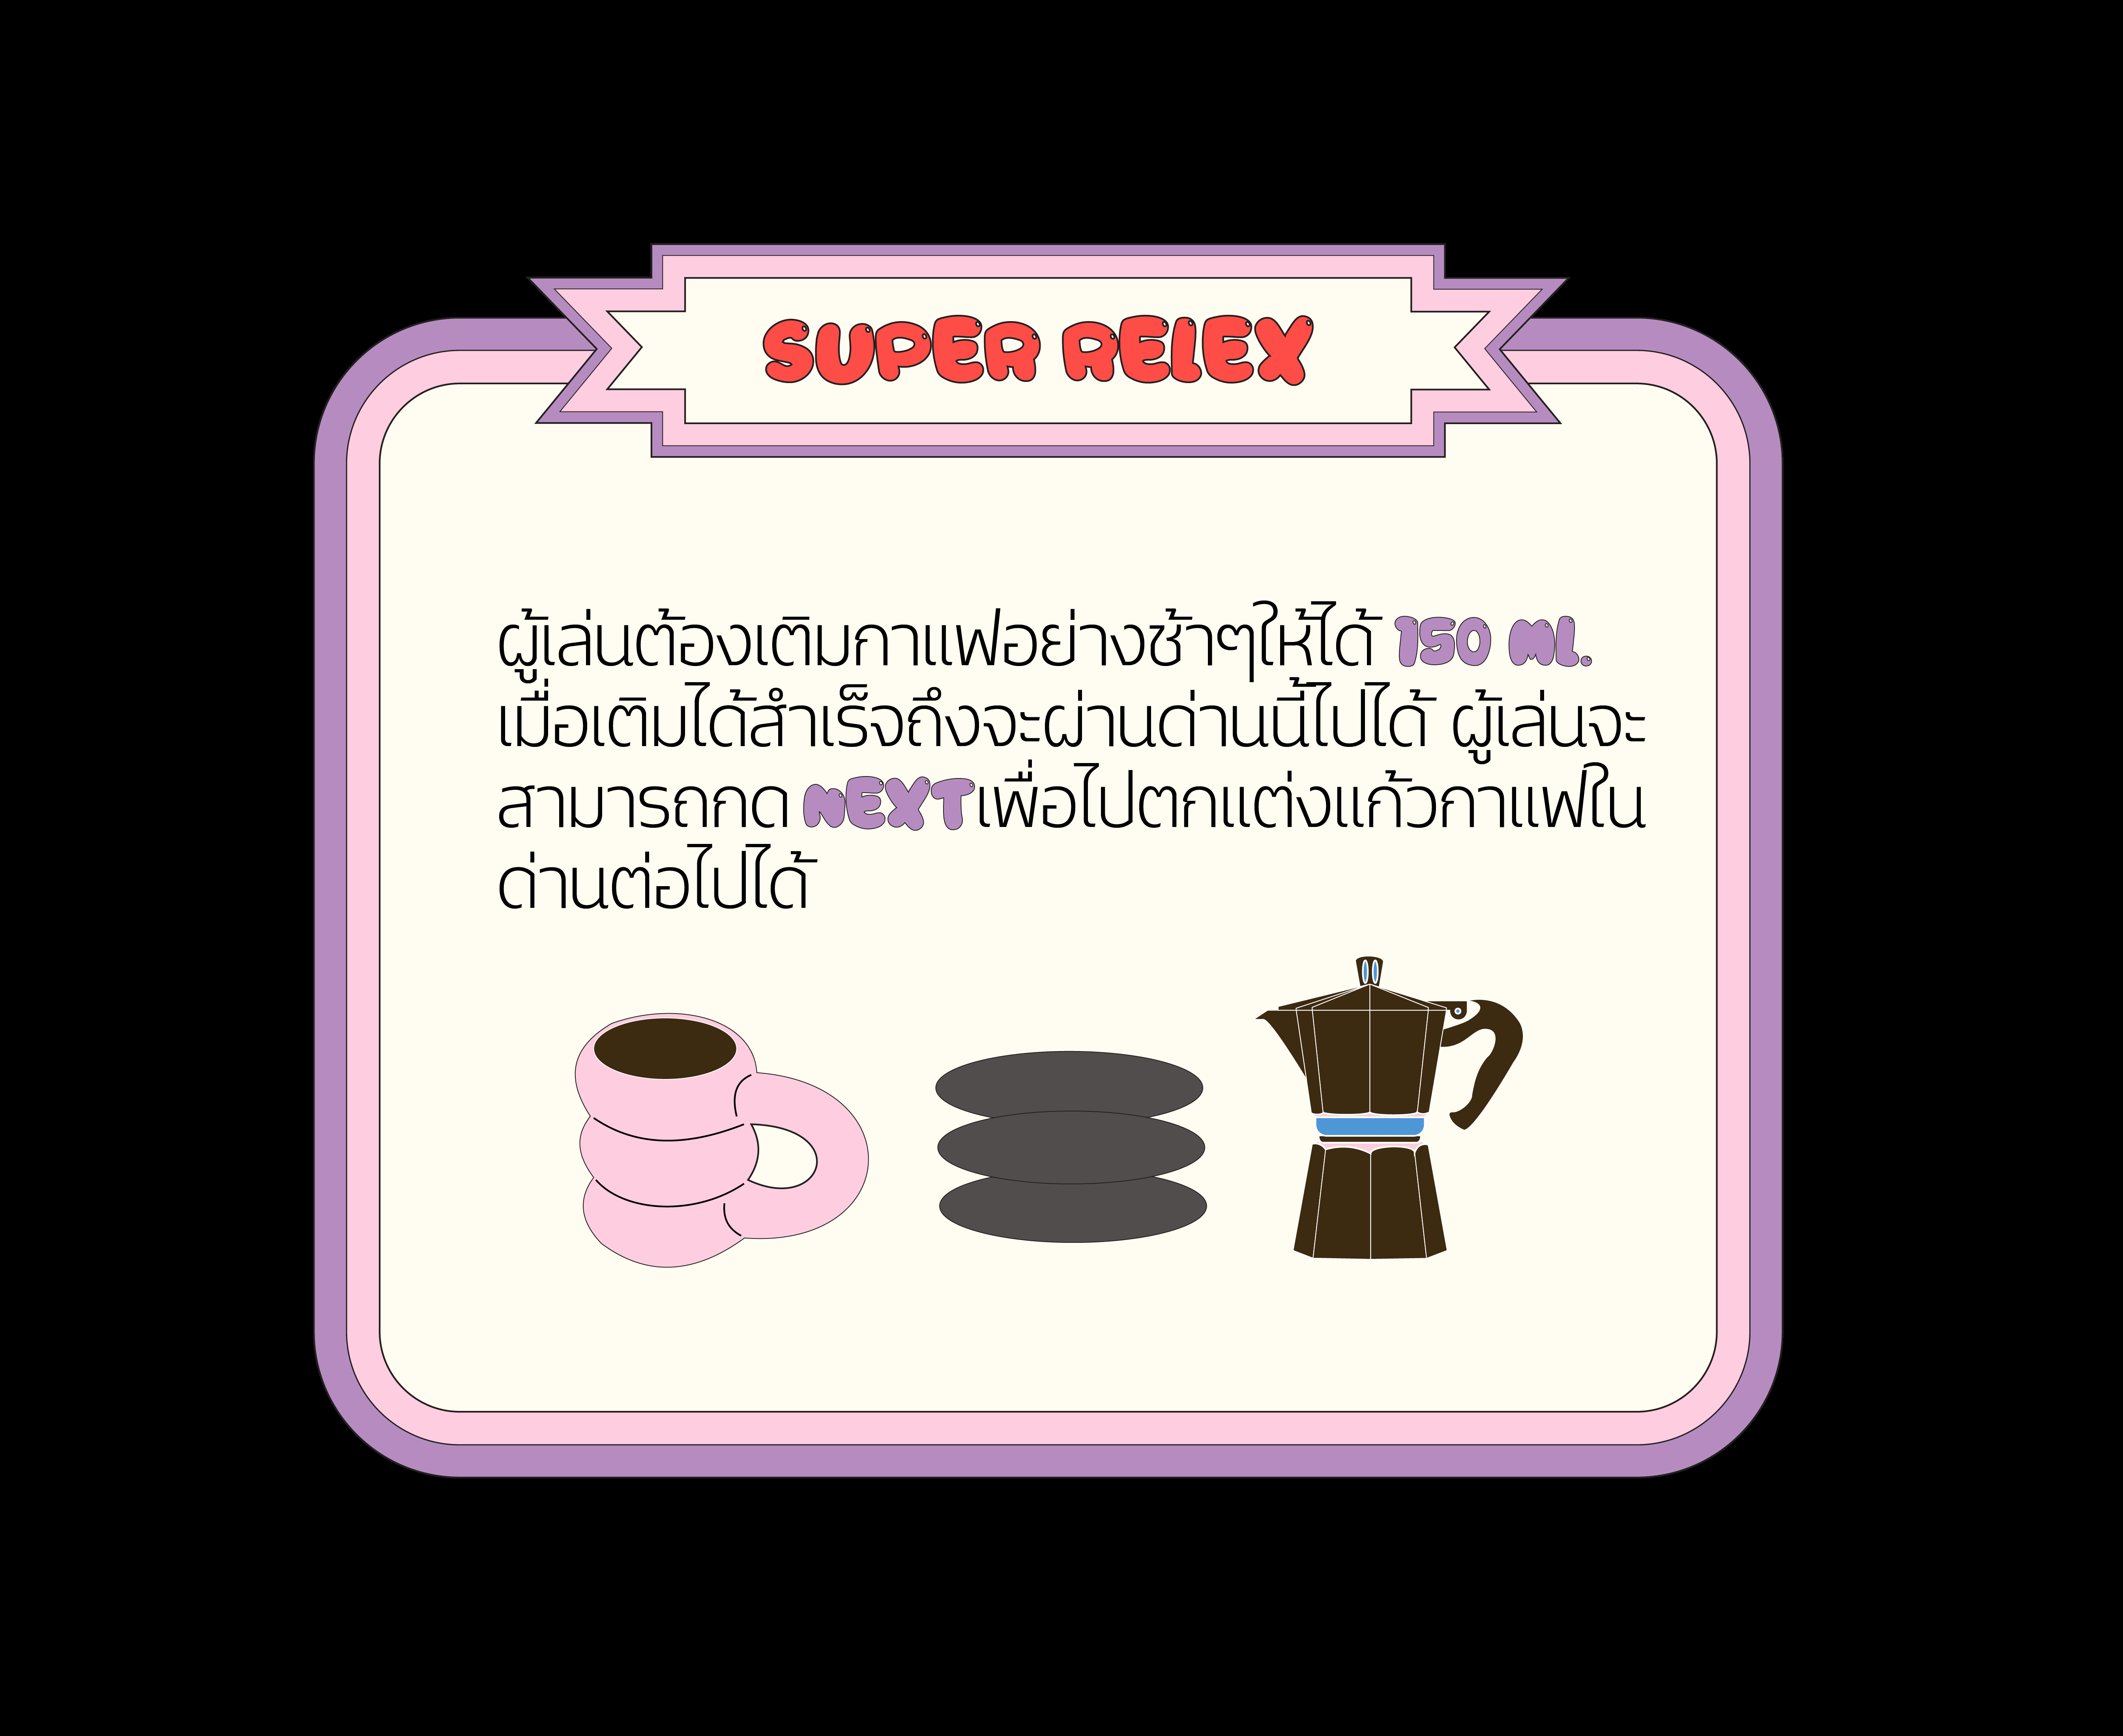 SUPER RELEX
ผู้เล่นต้องเติมกาแฟอย่างช้าๆให้ได้ 150 ML.
เมื่อเติมได้สำเร็จถึงจะผ่านด่านนี้ไปได้ ผู้เล่นจะ
สามารถกด NEXTเพื่อไปตกแต่งแก้วกาแฟใน
ด่านต่อไปได้